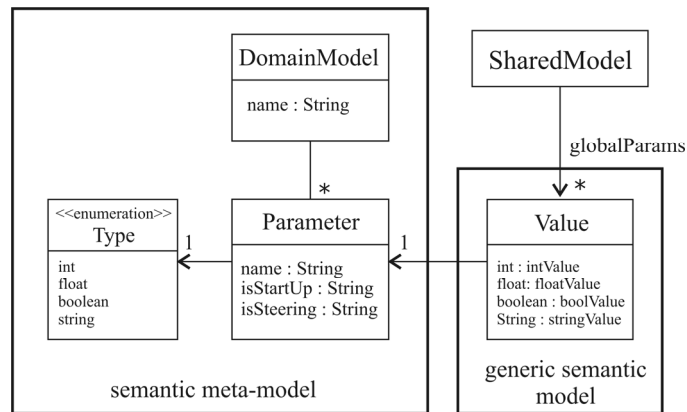 DomainModel
name : String
SharedModel
globalParams
*
*
<<enumeration>>
Type
int
float
boolean
string
1
Parameter
name : String
isStartUp : String
isSteering : String
1
Value
int : intValue
float: floatValue
boolean : boolValue
String : stringValue
semantic meta-model
generic semantic
model